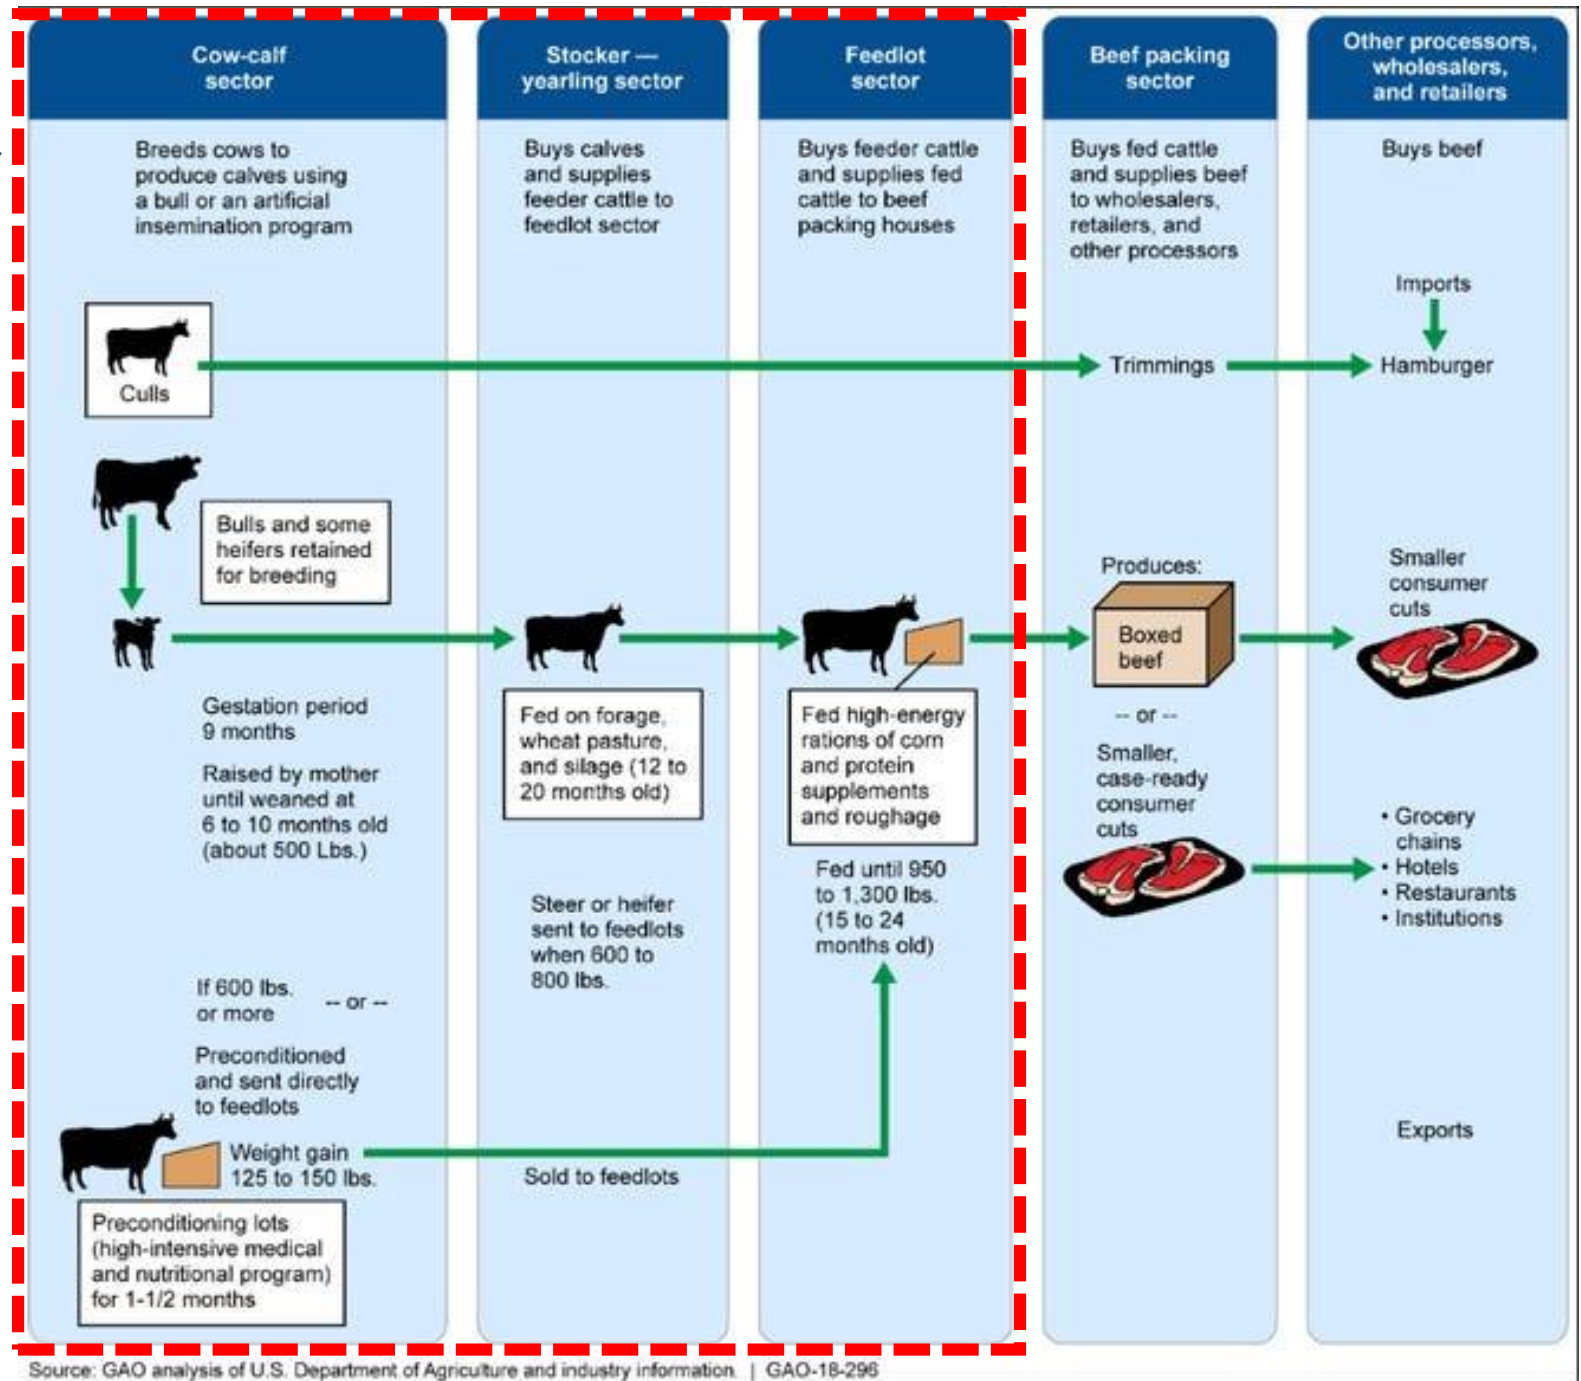 Cow-calf
sector
Breeds cows to
produce calves using
a bull or an artificial
insemination program
Culls
Bulls and some
heifers retained
for breeding
Gestation period
9 months
Raised by mother
until weaned at
6 to 10 months old
(about 500 Lbs.)
If 600 lbs.
or more
-- or --
Preconditioned
and sent directly
to feedlots
Weight gain
125 to 150 lbs.
Preconditioning lots
(high-intensive medical
and nutritional program)
for 1-1/2 months
Stocker —
yearling sector
Buys calves
and supplies
feeder cattle to
feedlot sector
Fed on forage,
wheat pasture,
and silage (12 to
20 months old)
Steer or heifer
sent to feedlots
when 600 to
800 lbs.
Sold to feedlots
Feedlot
sector
Buys feeder cattle
and supplies fed
cattle to beef
packing houses
Fed high-energy
rations of corn
and protein
supplements
and roughage
Fed until 950
to 1,300 lbs.
(15 to 24
months old)
Beef packing
sector
Buys fed cattle
and supplies beef
to wholesalers,
retailers, and
other processors
Trimmings
Produces:
Boxed
beef
-- or --
Smaller,
case-ready
consumer
cuts
Other processors,
wholesalers,
and retailers
Buys beef
Imports
Hamburger
Smaller
consumer
cuts
• Grocery
chains
• Hotels
• Restaurants
• Institutions
Exports
Source: GAO analysis of U.S. Department of Agriculture and industry information. | GAO-18-296